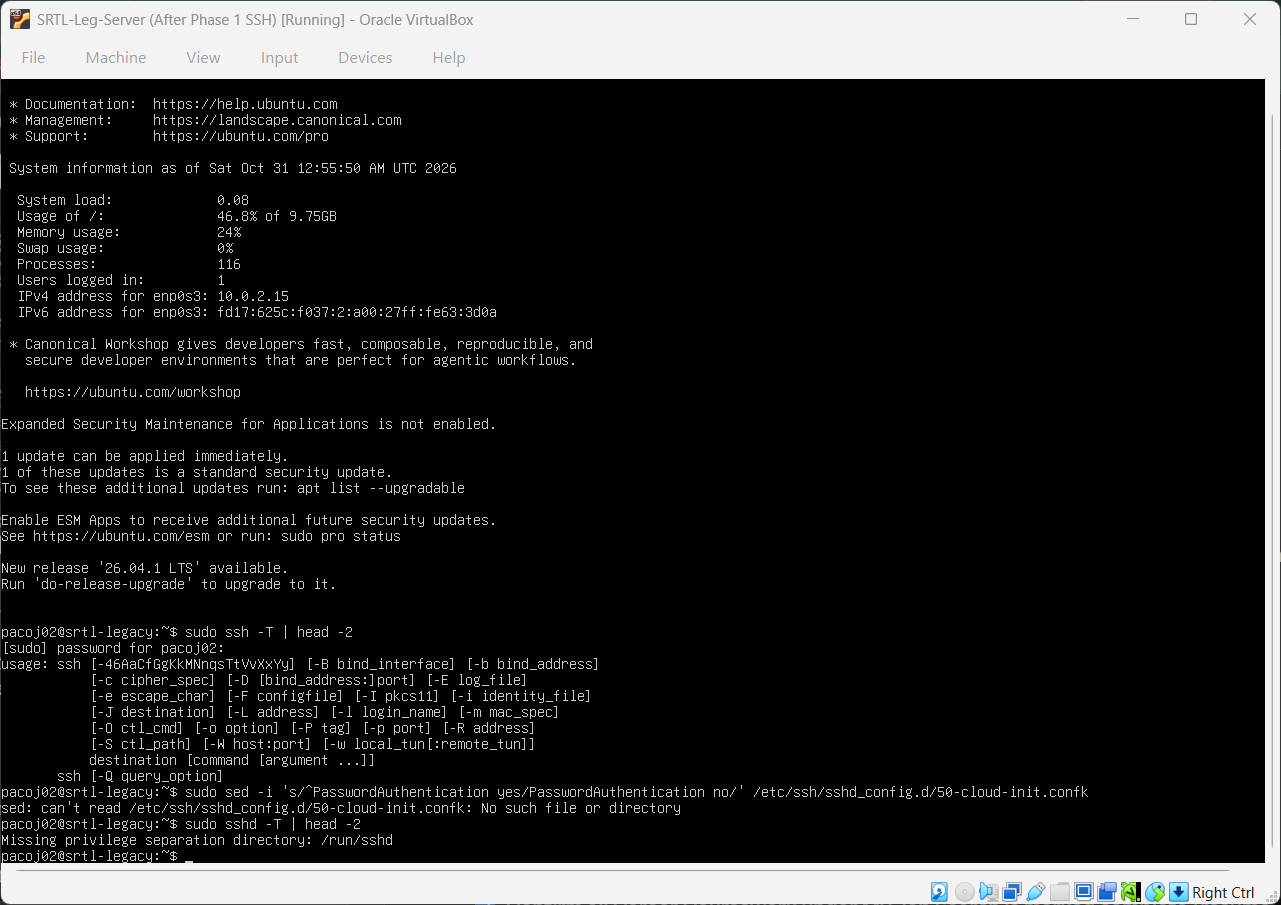 SRTL-Leg-Server (After Phase 1 SSH) [Running] - Oracle VirtualBox
File Machine View Input Devices Help
* Documentation: https://help.ubuntu.com
* Management: https://landscape.canonical.com
* Support: https://ubuntu.com/pro
System information as of Sat Oct 31 12:55:50 AM UTC 2026
System load: 0.08
Usage of /: 46.8% of 9.75GB
Memory usage: 24%
Swap usage: 0%
Processes: 116
Users logged in: 1
IPv4 address for enp0s3: 10.0.2.15
IPv6 address for enp0s3: fd17:625c:f037:2:a00:27ff:fe63:3d0a
* Canonical Workshop gives developers fast, composable, reproducible, and
secure developer environments that are perfect for agentic workflows.
https://ubuntu.com/workshop
Expanded Security Maintenance for Applications is not enabled.
1 update can be applied immediately.
1 of these updates is a standard security update.
To see these additional updates run: apt list --upgradable
Enable ESM Apps to receive additional future security updates.
See https://ubuntu.com/esm or run: sudo pro status
New release '26.04.1 LTS' available.
Run 'do-release-upgrade' to upgrade to it.
pacoj02@srtl-legacy:~$ sudo ssh -T | head -2
[sudo] password for pacoj02:
usage: ssh [-46AaCfGgKkMNnqsTtVvXxYy] [-B bind_interface] [-b bind_address]
[-c cipher_spec] [-D [bind_address:]port] [-E log_file]
[-e escape_char] [-F configfile] [-I pkcs11] [-i identity_file]
[-J destination] [-L address] [-l login_name] [-m mac_spec]
[-O ctl_cmd] [-o option] [-P tag] [-p port] [-R address]
[-S ctl_path] [-W host:port] [-w local_tun[:remote_tun]]
destination [command [argument ...]]
ssh [-Q query_option]
pacoj02@srtl-legacy:~$ sudo sed -i 's/^PasswordAuthentication yes/PasswordAuthentication no/' /etc/ssh/sshd_config.d/50-cloud-init.confk
sed: can't read /etc/ssh/sshd_config.d/50-cloud-init.confk: No such file or directory
pacoj02@srtl-legacy:~$ sudo sshd -T | head -2
Missing privilege separation directory: /run/sshd
pacoj02@srtl-legacy:~$ _
Right Ctrl